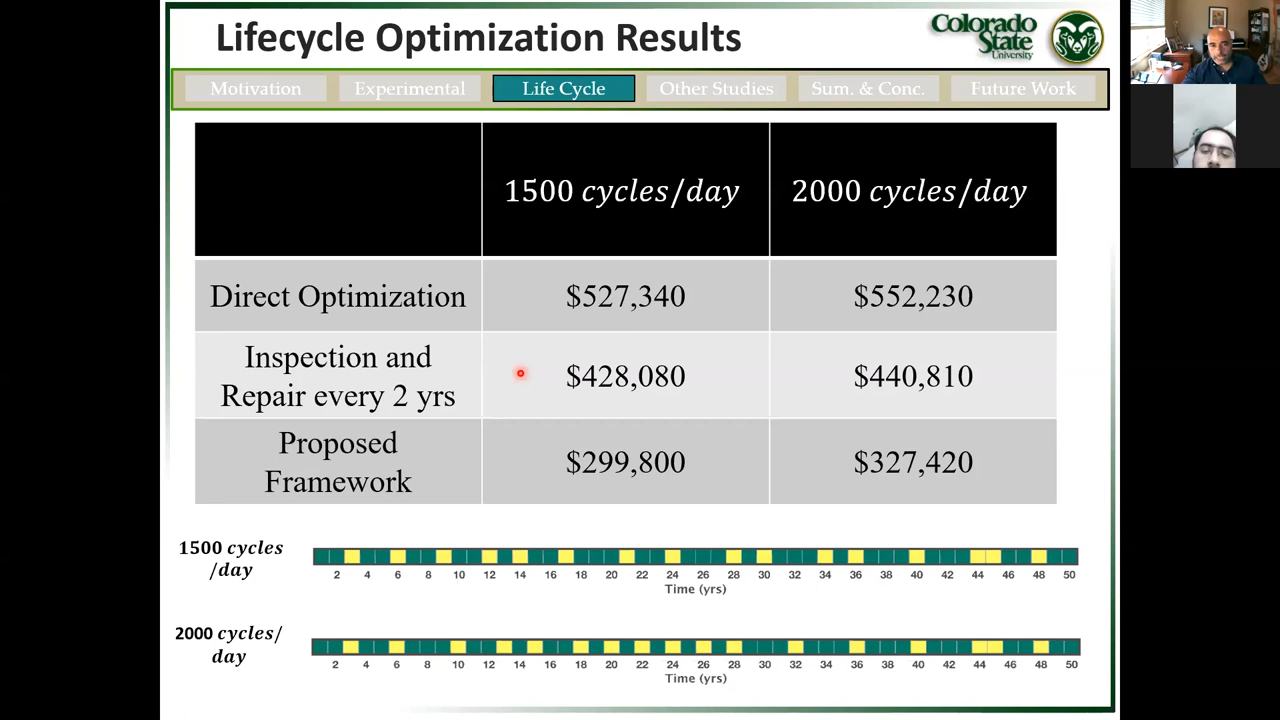 Lifecycle Optimization Results
Colorado
State
University
Motivation
Experimental
Life Cycle
Other Studies
Sum. & Conc.
Future Work
1500 cycles/day
2000 cycles/day
Direct Optimization
$527,340
$552,230
Inspection and
Repair every 2 yrs
$428,080
$440,810
Proposed
Framework
$299,800
$327,420
1500 cycles
/day
2 4 6 8 10 12 14 16 18 20 22 24 26 28 30 32 34 36 38 40 42 44 46 48 50
Time (yrs)
2000 cycles/
day
2 4 6 8 10 12 14 16 18 20 22 24 26 28 30 32 34 36 38 40 42 44 46 48 50
Time (yrs)